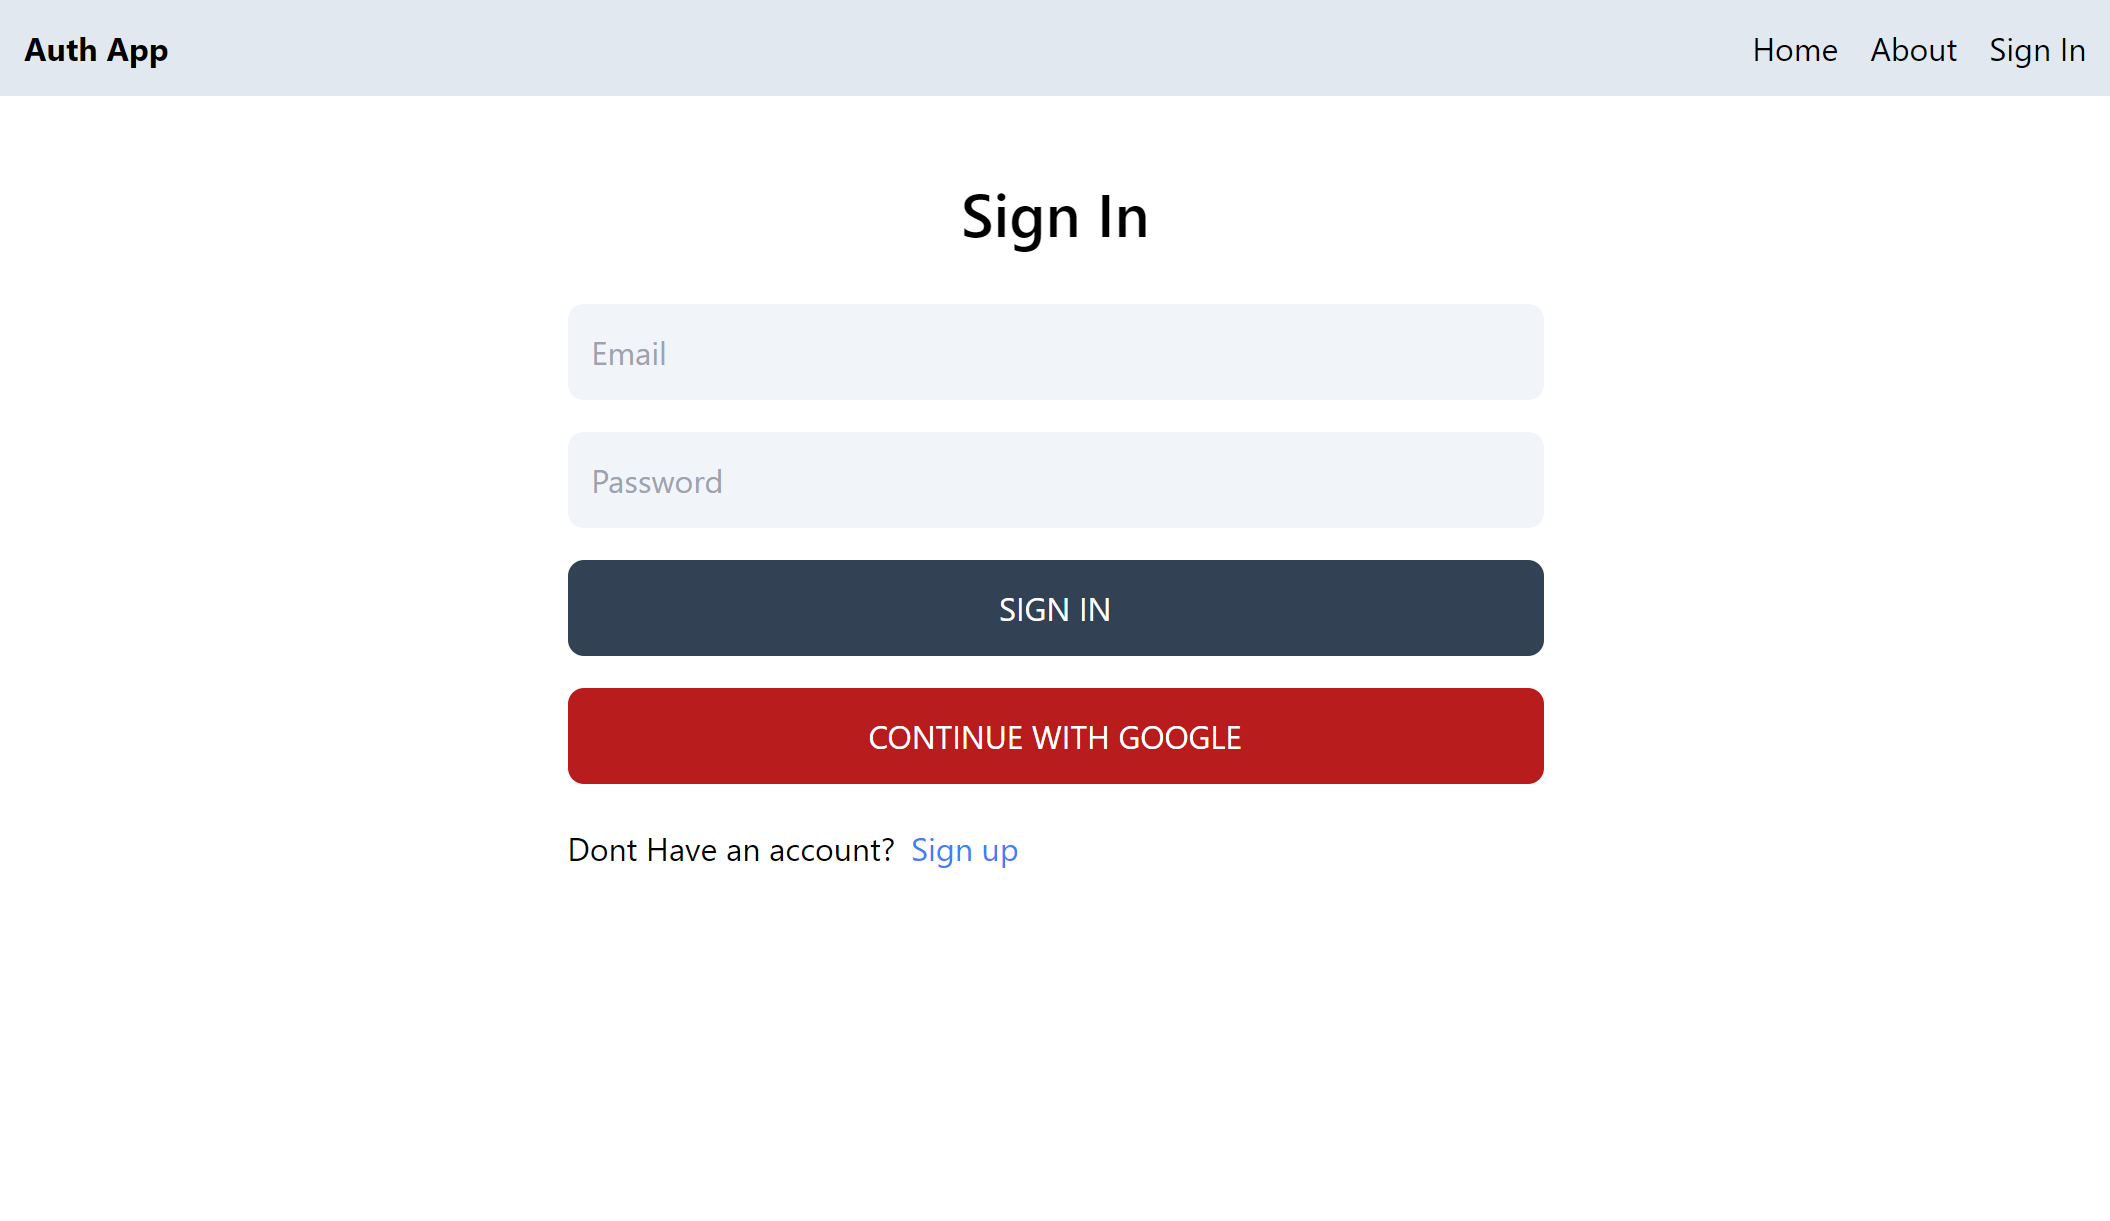 Auth App Home About Sign In
Sign In
Email
Password
SIGN IN
CONTINUE WITH GOOGLE
Dont Have an account? Sign up